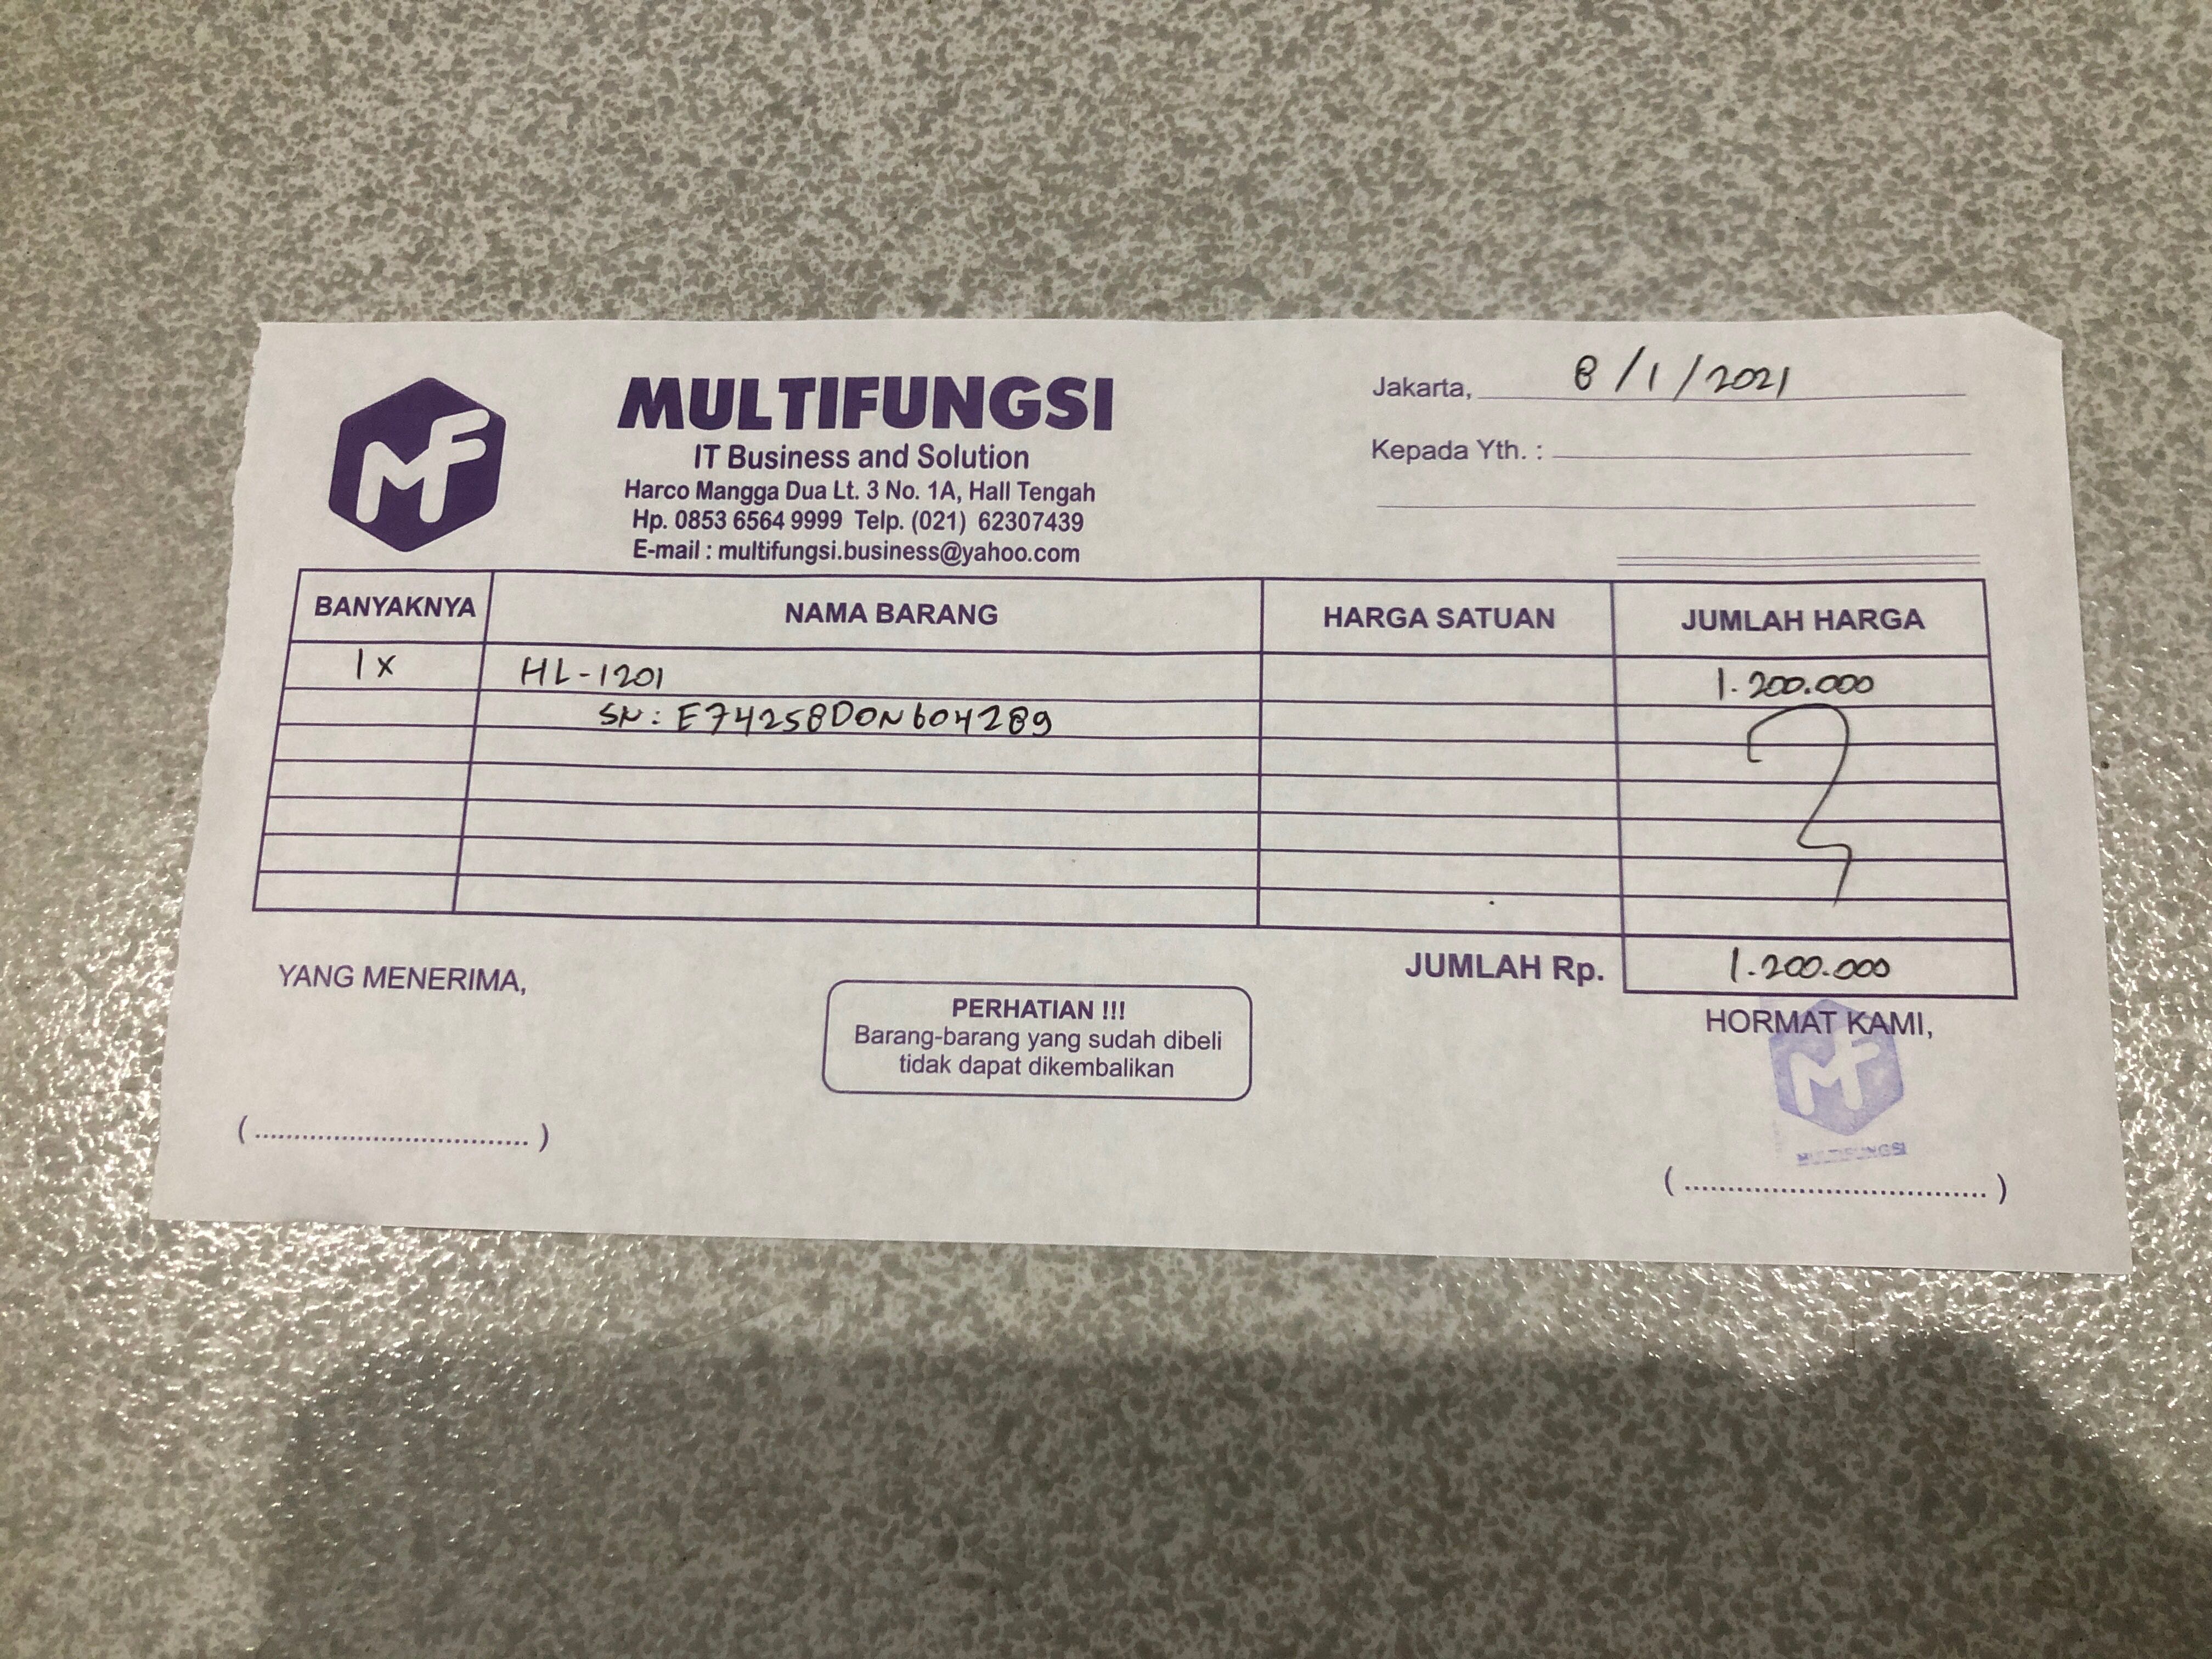 MF
MULTIFUNGSI
IT Business and Solution
Harco Mangga Dua Lt. 3 No. 1A, Hall Tengah
Hp. 0853 6564 9999 Telp. (021) 62307439
E-mail : multifungsi.business@yahoo.com
Jakarta, 8/1/2021
Kepada Yth. :
BANYAKNYA NAMA BARANG HARGA SATUAN JUMLAH HARGA
1x HL-1201 1.200.000
SN: E74258D0N604289
JUMLAH Rp. 1.200.000
YANG MENERIMA,
PERHATIAN !!!
Barang-barang yang sudah dibeli
tidak dapat dikembalikan
HORMAT KAMI,
MF
MULTIFUNGSI
(.................................)
(.................................)